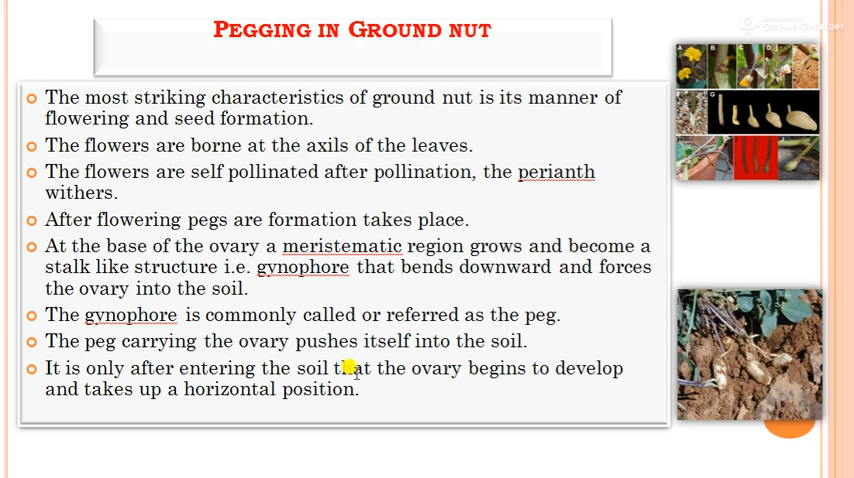 PEGGING IN GROUND NUT
The most striking characteristics of ground nut is its manner of
flowering and seed formation.
The flowers are borne at the axils of the leaves.
The flowers are self pollinated after pollination, the perianth
withers.
After flowering pegs are formation takes place.
At the base of the ovary a meristematic region grows and become a
stalk like structure i.e. gynophore that bends downward and forces
the ovary into the soil.
The gynophore is commonly called or referred as the peg.
The peg carrying the ovary pushes itself into the soil.
It is only after entering the soil that the ovary begins to develop
and takes up a horizontal position.
Screen Recorder
A B C D
G